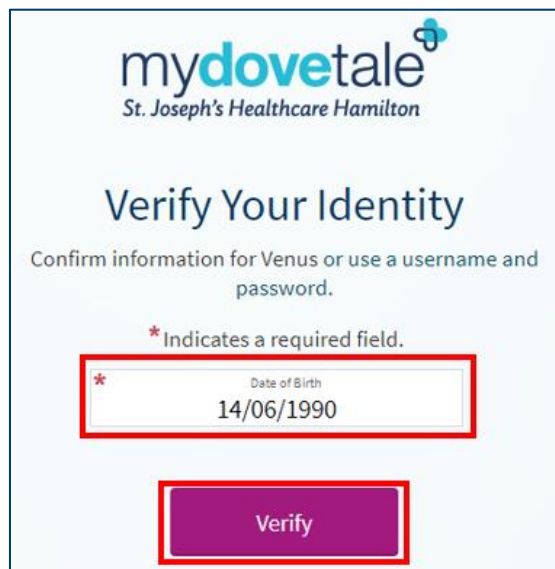 mydovetale
St. Joseph's Healthcare Hamilton
Verify Your Identity
Confirm information for Venus or use a username and
password.
*Indicates a required field.
* Date of Birth
14/06/1990
Verify